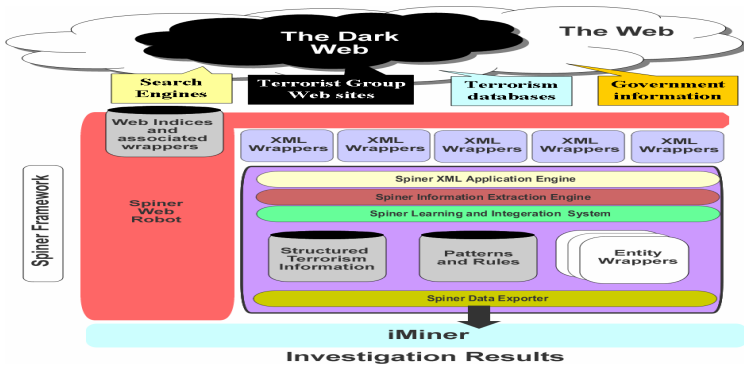 The Dark
Web
The Web
Search
Engines
Terrorist Group
Web sites
Terrorism
databases
Government
information
Web Indices
and
associated
wrappers
XML
Wrappers
XML
Wrappers
XML
Wrappers
XML
Wrappers
XML
Wrappers
Spiner Framework
Spiner
Web
Robot
Spiner XML Application Engine
Spiner Information Extraction Engine
Spiner Learning and Integeration System
Structured
Terrorism
Information
Patterns
and Rules
Entity
Wrappers
Spiner Data Exporter
iMiner
Investigation Results